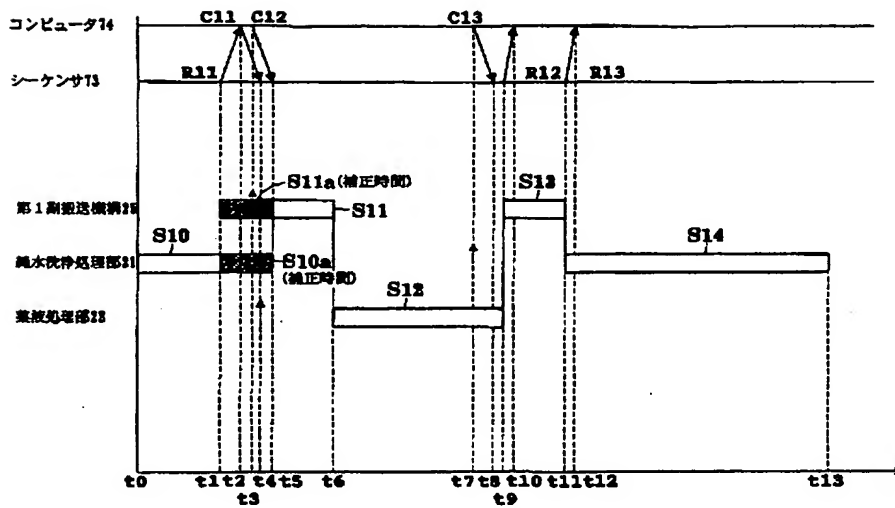 コンピュータ74
C11 C12 C13
シーケンサ73
R11 R12 R13
S11a(補正時間)
第1副搬送機構25
S11
S13
S10
純水洗浄処理部21
S10a
(補正時間)
S14
薬液処理部23
S12
t0 t1 t2 t3 t4 t5 t6 t7 t8 t9 t10 t11 t12 t13